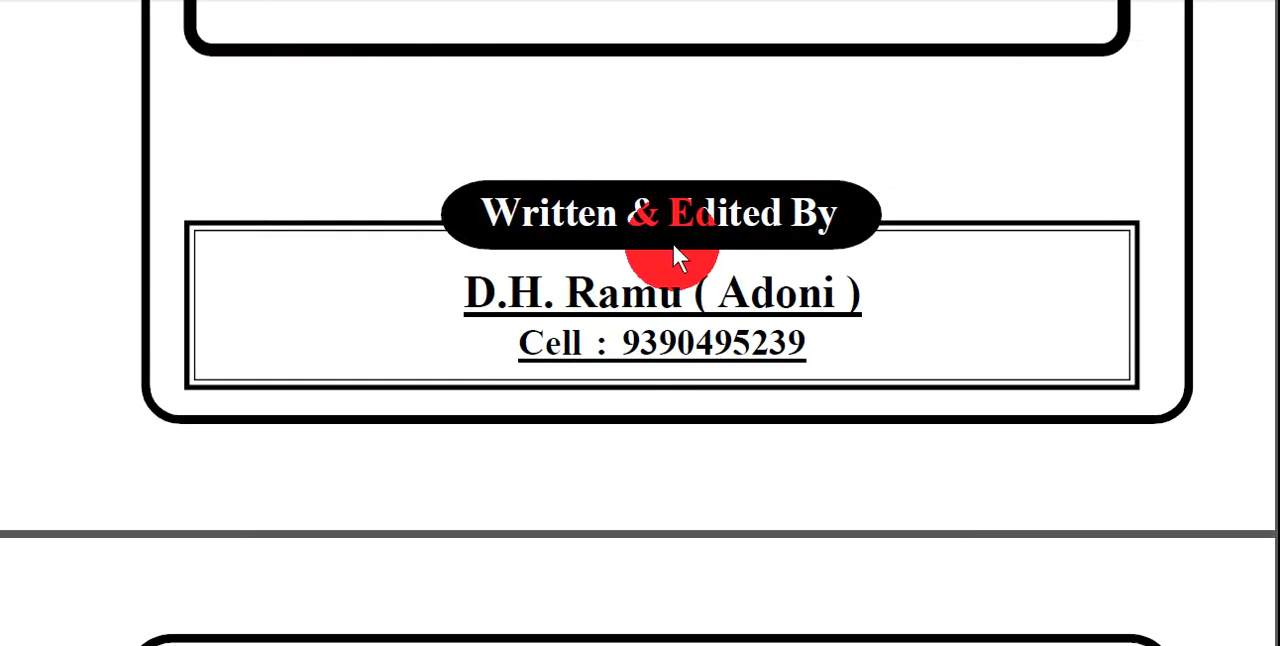 Written & Edited By
D.H. Ramu ( Adoni )
Cell : 9390495239